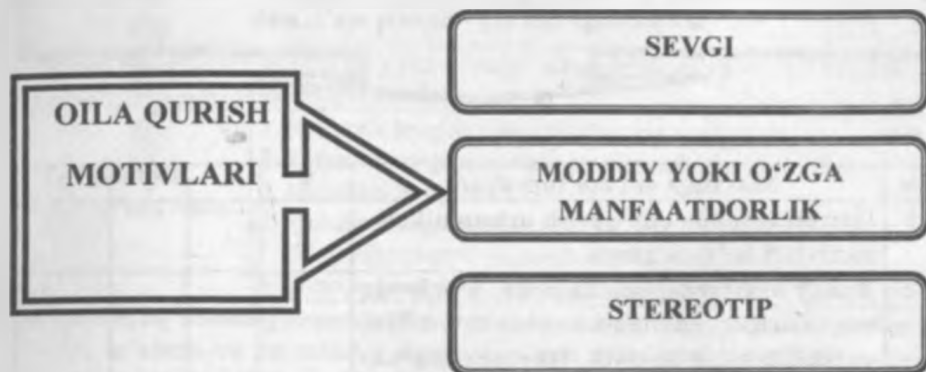 OILA QURISH
MOTIVLARI
SEVGI
MODDIY YOKI O‘ZGA
MANFAATDORLIK
STEREOTIP